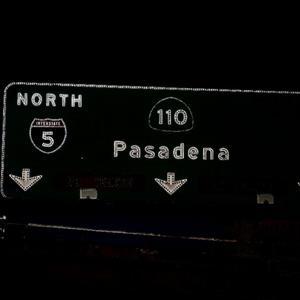 NORTH
INTERSTATE
5
110
Pasadena